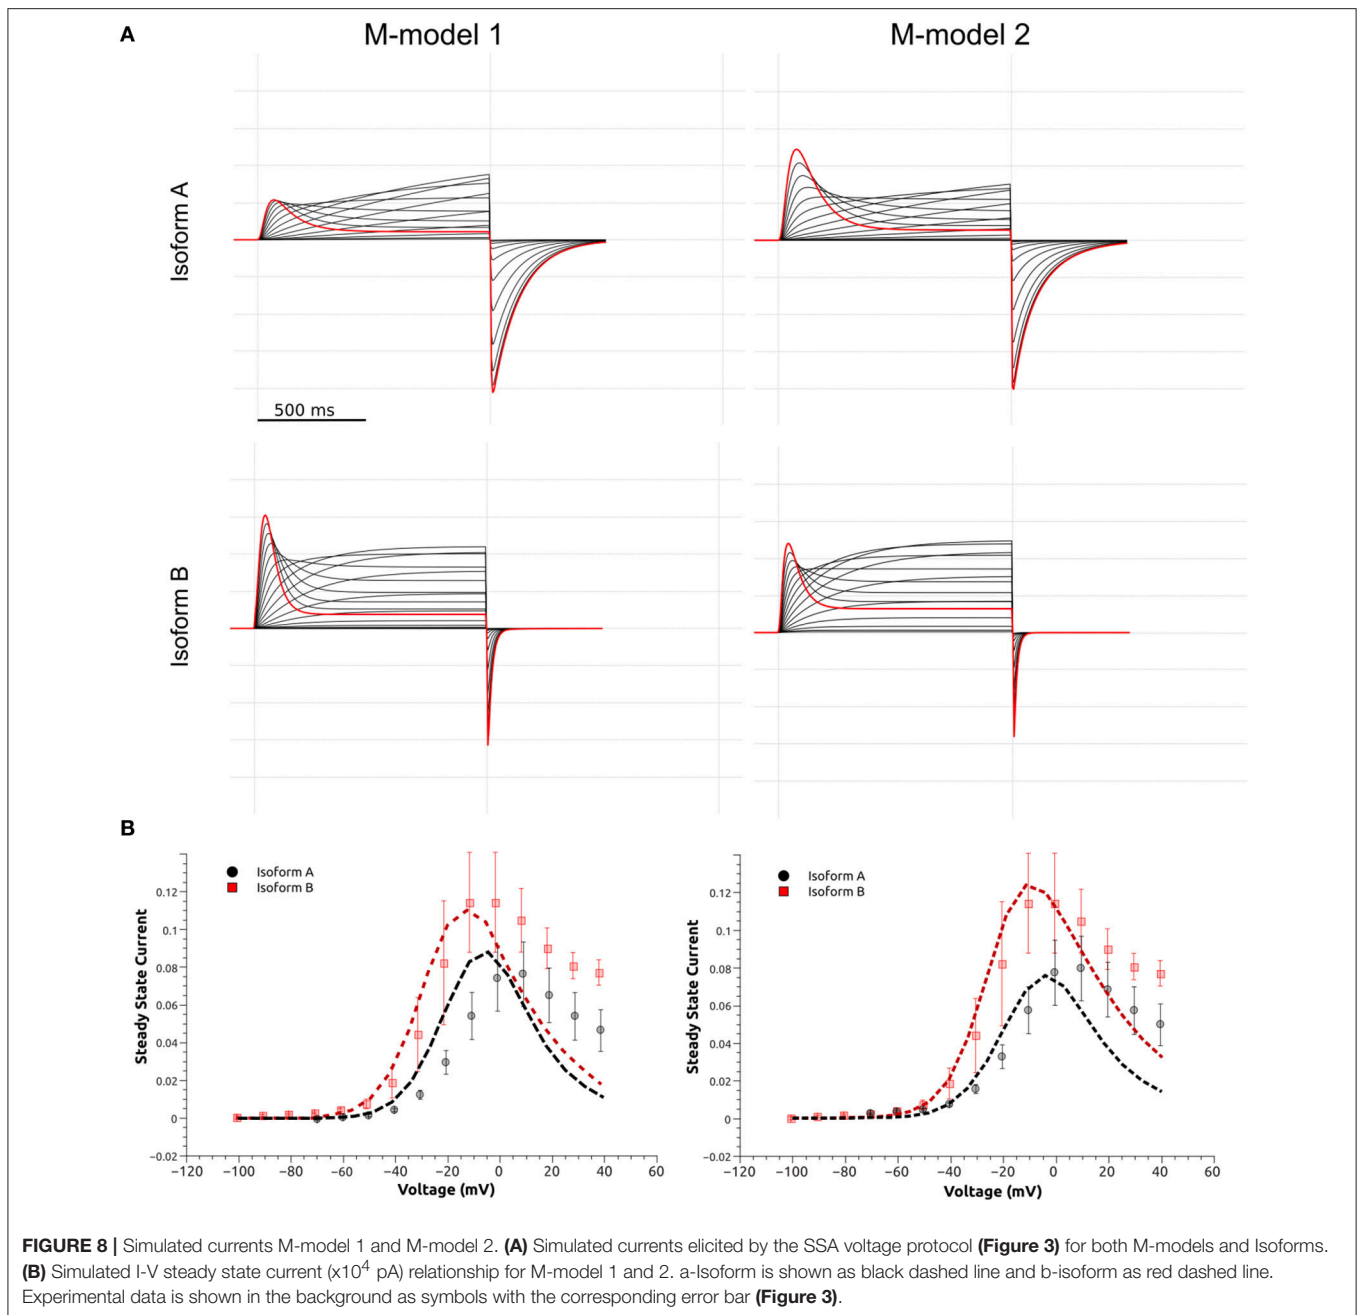 A
M-model 1
M-model 2
Isoform A
500 ms
Isoform B
B
Isoform A
Isoform B
Steady State Current
0.12
0.1
0.08
0.06
0.04
0.02
0
−0.02
−120
−100
−80
−60
−40
−20
0
20
40
60
Voltage (mV)
Isoform A
Isoform B
Steady State Current
0.12
0.1
0.08
0.06
0.04
0.02
0
−0.02
−120
−100
−80
−60
−40
−20
0
20
40
60
Voltage (mV)
FIGURE 8 | Simulated currents M-model 1 and M-model 2. (A) Simulated currents elicited by the SSA voltage protocol (Figure 3) for both M-models and Isoforms.
(B) Simulated I-V steady state current (x10⁴ pA) relationship for M-model 1 and 2. a-Isoform is shown as black dashed line and b-isoform as red dashed line.
Experimental data is shown in the background as symbols with the corresponding error bar (Figure 3).